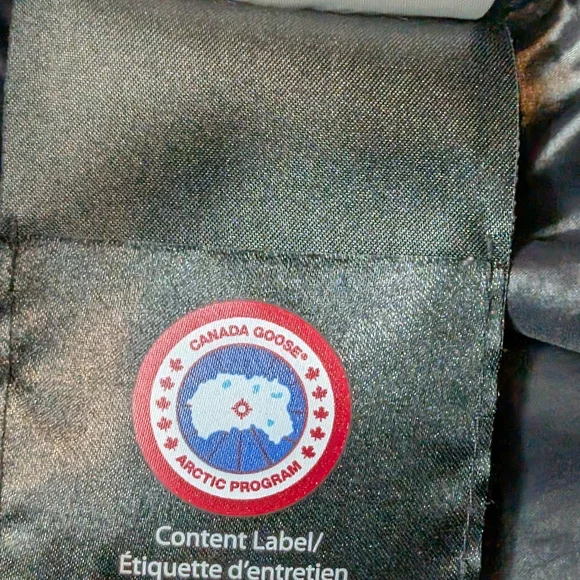 CANADA GOOSE®
ARCTIC PROGRAM
Content Label/
Étiquette d'entretien